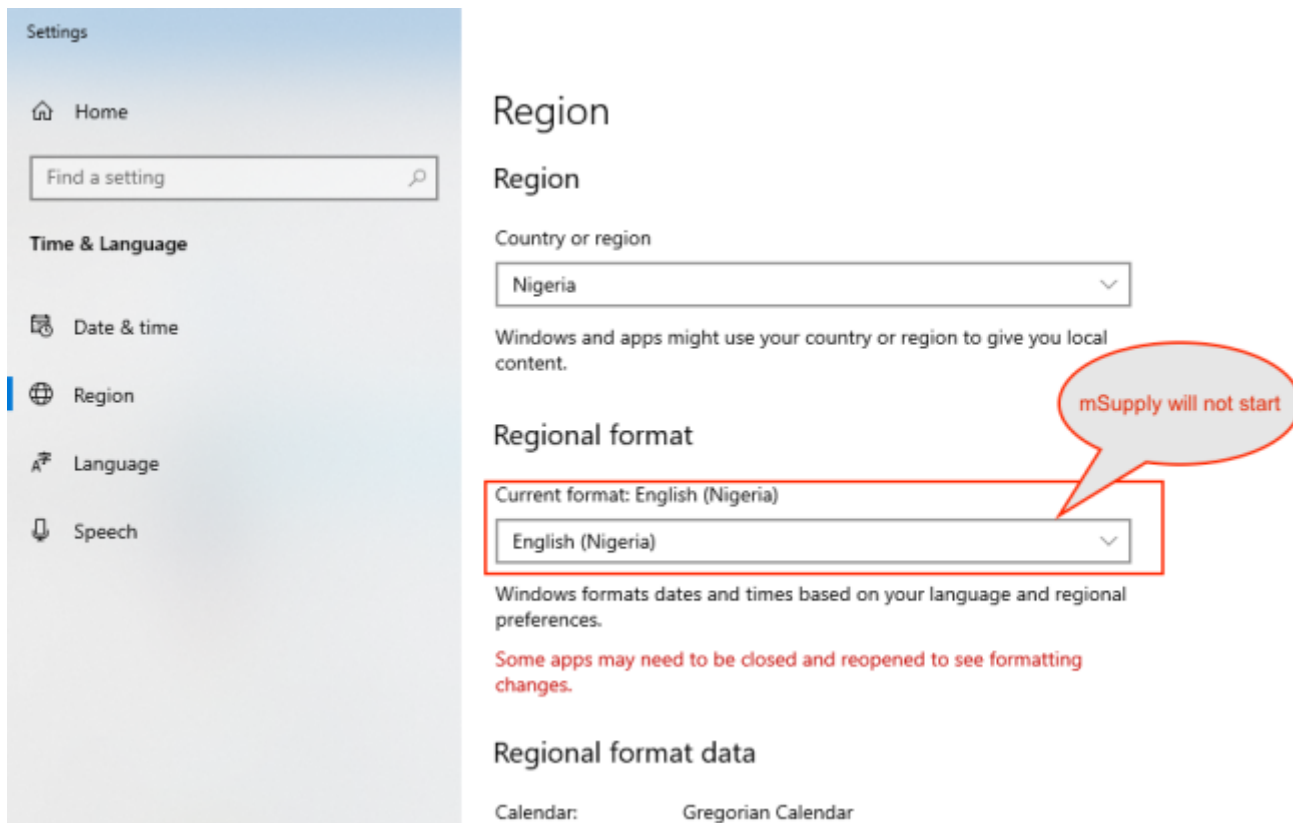 Settings
Home
Find a setting
Time & Language
Date & time
Region
Language
Speech
Region
Region
Country or region
Nigeria
Windows and apps might use your country or region to give you local
content.
mSupply will not start
Regional format
Current format: English (Nigeria)
English (Nigeria)
Windows formats dates and times based on your language and regional
preferences.
Some apps may need to be closed and reopened to see formatting
changes.
Regional format data
Calendar: Gregorian Calendar